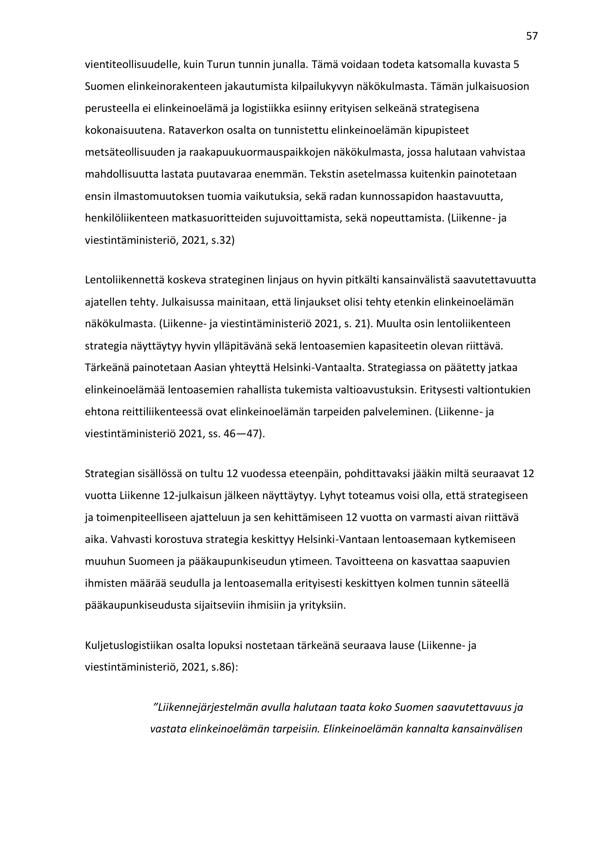 57
vientiteollisuudelle, kuin Turun tunnin junalla. Tämä voidaan todeta katsomalla kuvasta 5
Suomen elinkeinorakenteen jakautumista kilpailukyvyn näkökulmasta. Tämän julkaisuosion
perusteella ei elinkeinoelämä ja logistiikka esiinny erityisen selkeänä strategisena
kokonaisuutena. Rataverkon osalta on tunnistettu elinkeinoelämän kipupisteet
metsäteollisuuden ja raakapuukuormauspaikkojen näkökulmasta, jossa halutaan vahvistaa
mahdollisuutta lastata puutavaraa enemmän. Tekstin asetelmassa kuitenkin painotetaan
ensin ilmastomuutoksen tuomia vaikutuksia, sekä radan kunnossapidon haastavuutta,
henkilöliikenteen matkasuoritteiden sujuvoittamista, sekä nopeuttamista. (Liikenne- ja
viestintäministeriö, 2021, s.32)
Lentoliikennettä koskeva strateginen linjaus on hyvin pitkälti kansainvälistä saavutettavuutta
ajatellen tehty. Julkaisussa mainitaan, että linjaukset olisi tehty etenkin elinkeinoelämän
näkökulmasta. (Liikenne- ja viestintäministeriö 2021, s. 21). Muulta osin lentoliikenteen
strategia näyttäytyy hyvin ylläpitävänä sekä lentoasemien kapasiteetin olevan riittävä.
Tärkeänä painotetaan Aasian yhteyttä Helsinki-Vantaalta. Strategiassa on päätetty jatkaa
elinkeinoelämää lentoasemien rahallista tukemista valtioavustuksin. Eritysesti valtiontukien
ehtona reittiliikenteessä ovat elinkeinoelämän tarpeiden palveleminen. (Liikenne- ja
viestintäministeriö 2021, ss. 46—47).
Strategian sisällössä on tultu 12 vuodessa eteenpäin, pohdittavaksi jääkin miltä seuraavat 12
vuotta Liikenne 12-julkaisun jälkeen näyttäytyy. Lyhyt toteamus voisi olla, että strategiseen
ja toimenpiteelliseen ajatteluun ja sen kehittämiseen 12 vuotta on varmasti aivan riittävä
aika. Vahvasti korostuva strategia keskittyy Helsinki-Vantaan lentoasemaan kytkemiseen
muuhun Suomeen ja pääkaupunkiseudun ytimeen. Tavoitteena on kasvattaa saapuvien
ihmisten määrää seudulla ja lentoasemalla erityisesti keskittyen kolmen tunnin säteellä
pääkaupunkiseudusta sijaitseviin ihmisiin ja yrityksiin.
Kuljetuslogistiikan osalta lopuksi nostetaan tärkeänä seuraava lause (Liikenne- ja
viestintäministeriö, 2021, s.86):
"Liikennejärjestelmän avulla halutaan taata koko Suomen saavutettavuus ja
vastata elinkeinoelämän tarpeisiin. Elinkeinoelämän kannalta kansainvälisen